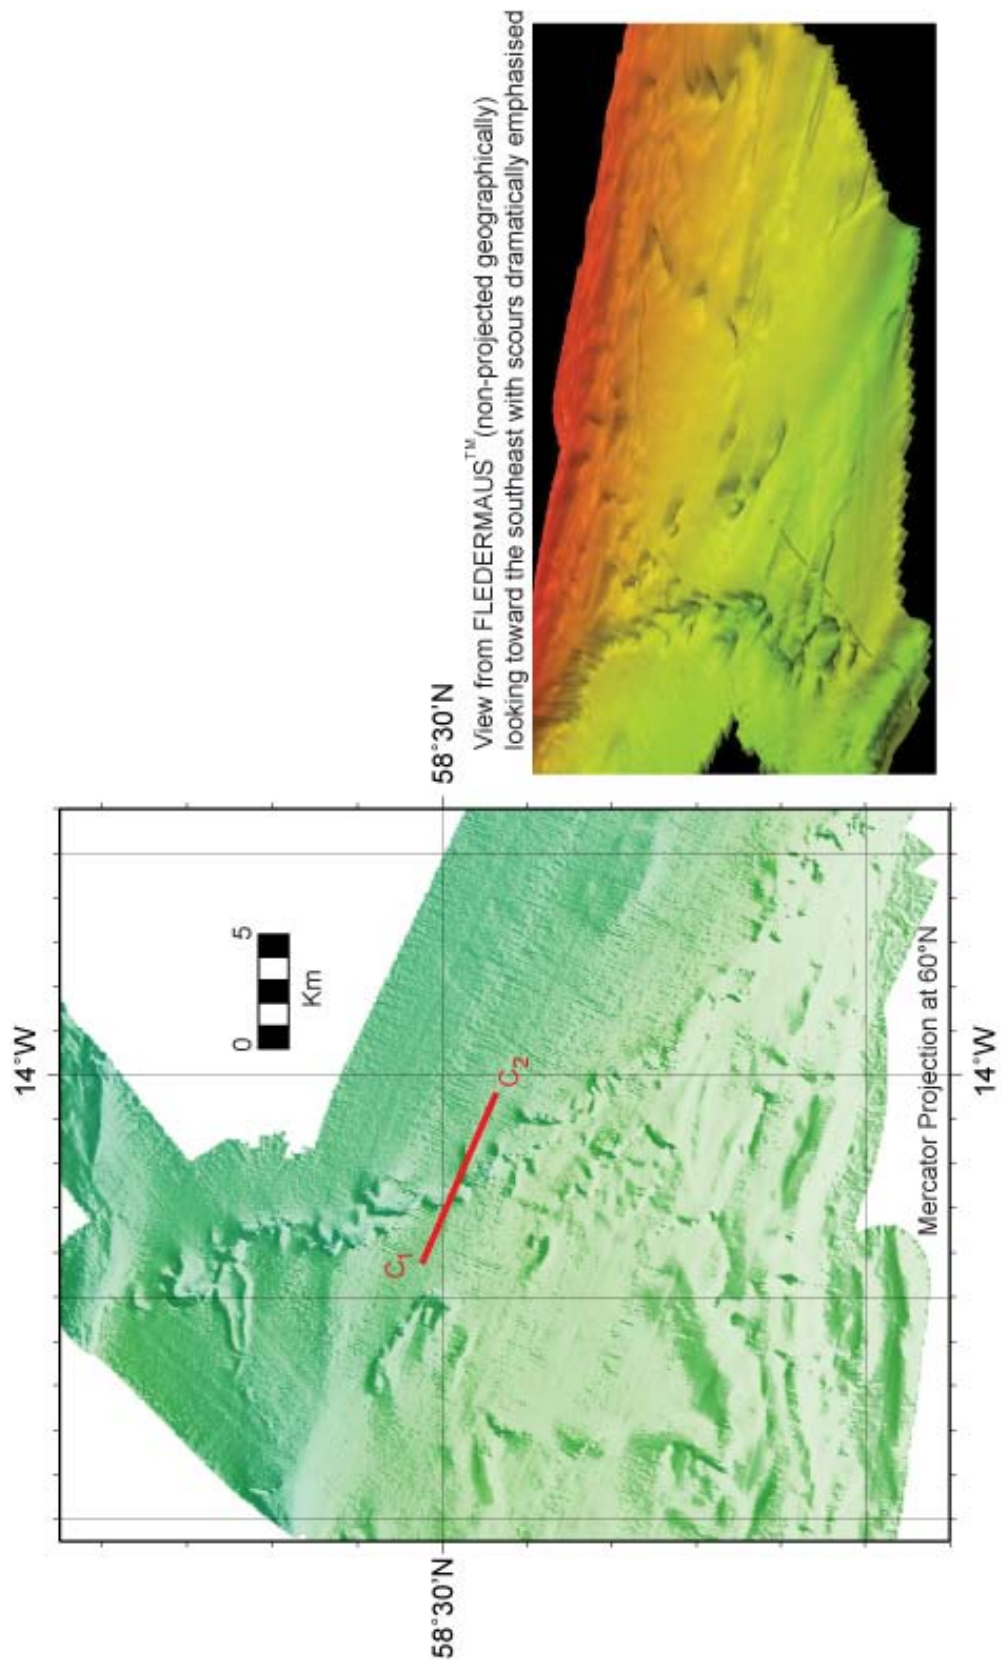 14°W
58°30'N
58°30'N
0 5
Km
C1
C2
Mercator Projection at 60°N
14°W
View from FLEDERMAUS™ (non-projected geographically)
looking toward the southeast with scours dramatically emphasised